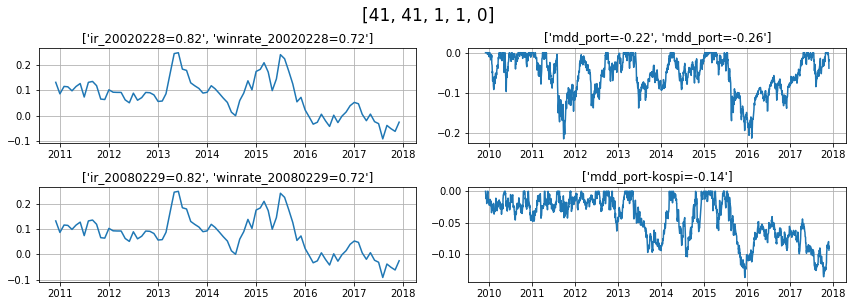 [41, 41, 1, 1, 0]
['ir_20020228=0.82', 'winrate_20020228=0.72']
0.2
0.1
0.0
−0.1
2011 2012 2013 2014 2015 2016 2017 2018
['mdd_port=-0.22', 'mdd_port=-0.26']
0.0
−0.1
−0.2
2010 2011 2012 2013 2014 2015 2016 2017 2018
['ir_20080229=0.82', 'winrate_20080229=0.72']
0.2
0.1
0.0
−0.1
2011 2012 2013 2014 2015 2016 2017 2018
['mdd_port-kospi=-0.14']
0.00
−0.05
−0.10
2010 2011 2012 2013 2014 2015 2016 2017 2018